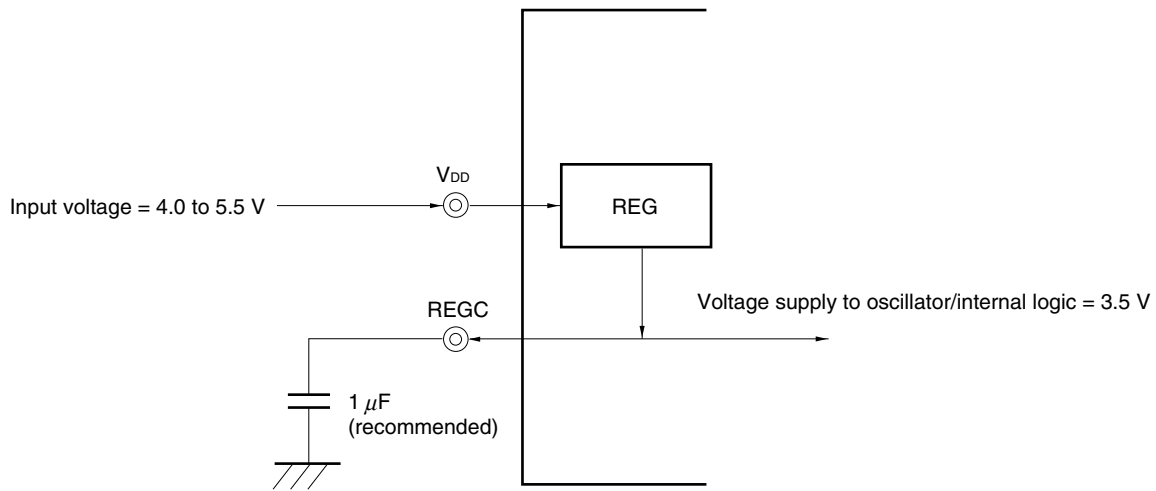 VDD
Input voltage = 4.0 to 5.5 V
REG
REGC
Voltage supply to oscillator/internal logic = 3.5 V
1 μF
(recommended)